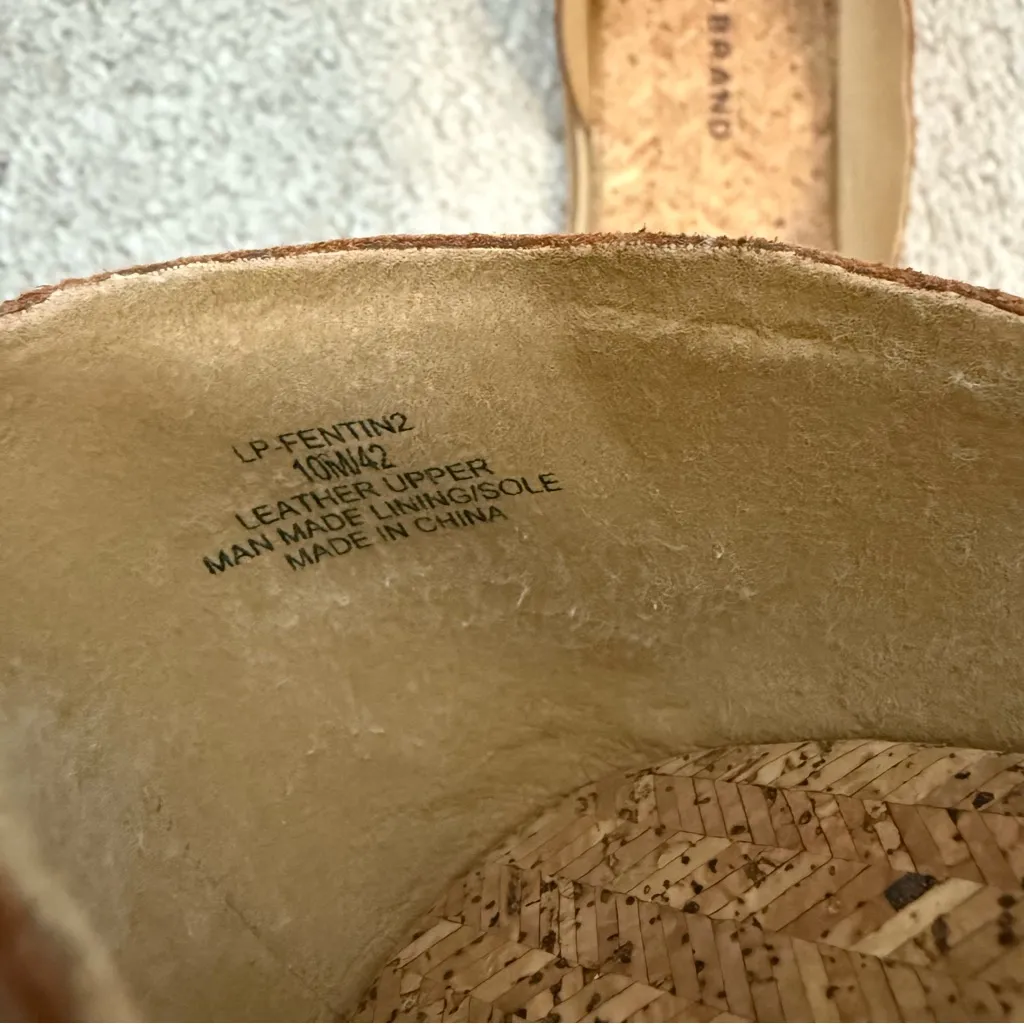 BRAND
LP-FENTIN2
10M/42
LEATHER UPPER
MAN MADE LINING/SOLE
MADE IN CHINA